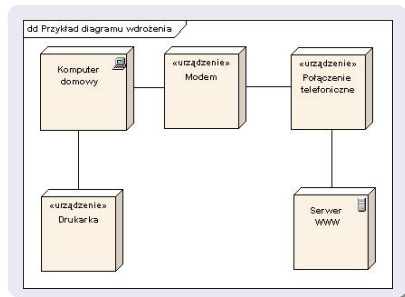 dd Przykład diagramu wdrożenia
Komputer
domowy
«urządzenie»
Modem
«urządzenie»
Połączenie
telefoniczne
«urządzenie»
Drukarka
Serwer
WWW